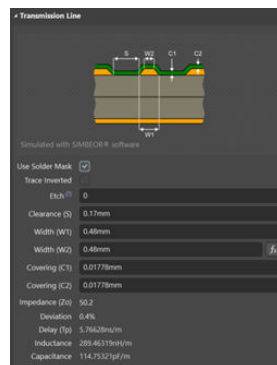 Transmission Line
S
W2
C1
C2
W1
Simulated with SIMBEOR® software
Use Solder Mask
Trace Inverted
Etch
0
Clearance (S)
0.17mm
Width (W1)
0.48mm
Width (W2)
0.48mm
fx
Covering (C1)
0.01778mm
Covering (C2)
0.01778mm
Impedance (Zo) 50.2
Deviation 0.4%
Delay (Tp) 5.76628ns/m
Inductance 289.46319nH/m
Capacitance 114.75321pF/m